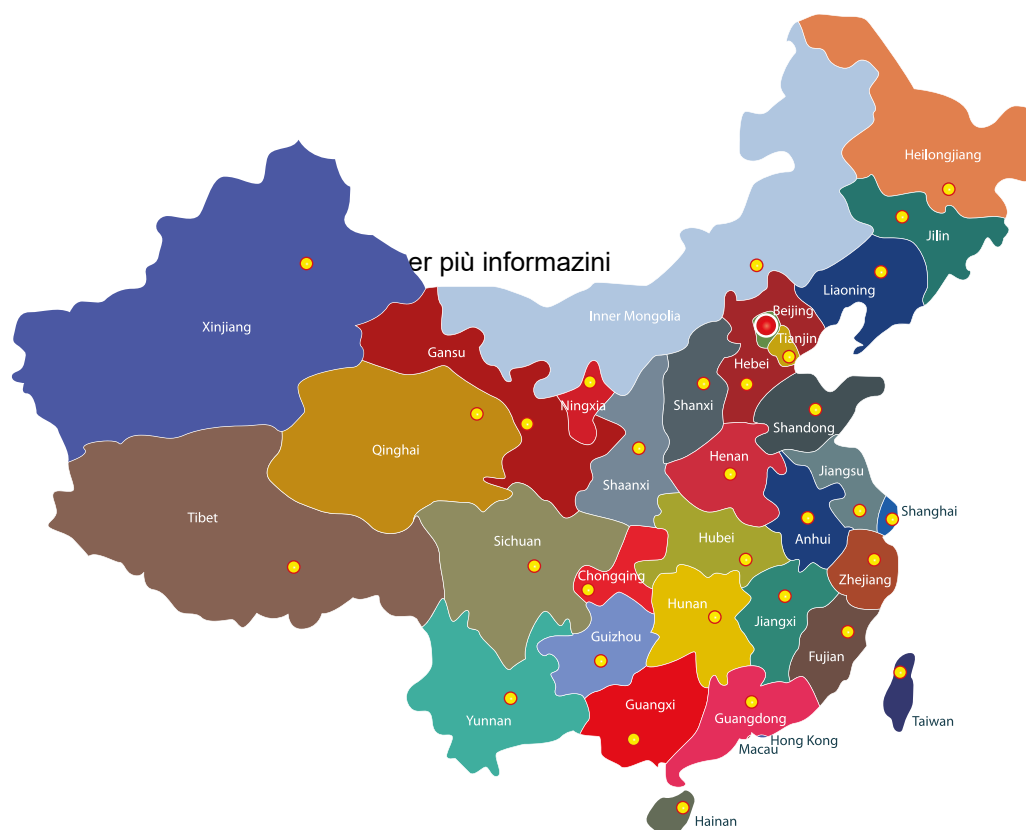 Heilongjiang
Jilin
er più informazini
Liaoning
Beijing
Inner Mongolia
Xinjiang
Tianjin
Gansu
Hebei
Ningxia
Shanxi
Shandong
Qinghai
Henan
Jiangsu
Shaanxi
Shanghai
Tibet
Sichuan
Hubei
Anhui
Chongqing
Zhejiang
Hunan
Jiangxi
Guizhou
Fujian
Guangxi
Yunnan
Guangdong
Taiwan
Hong Kong
Macau
Hainan